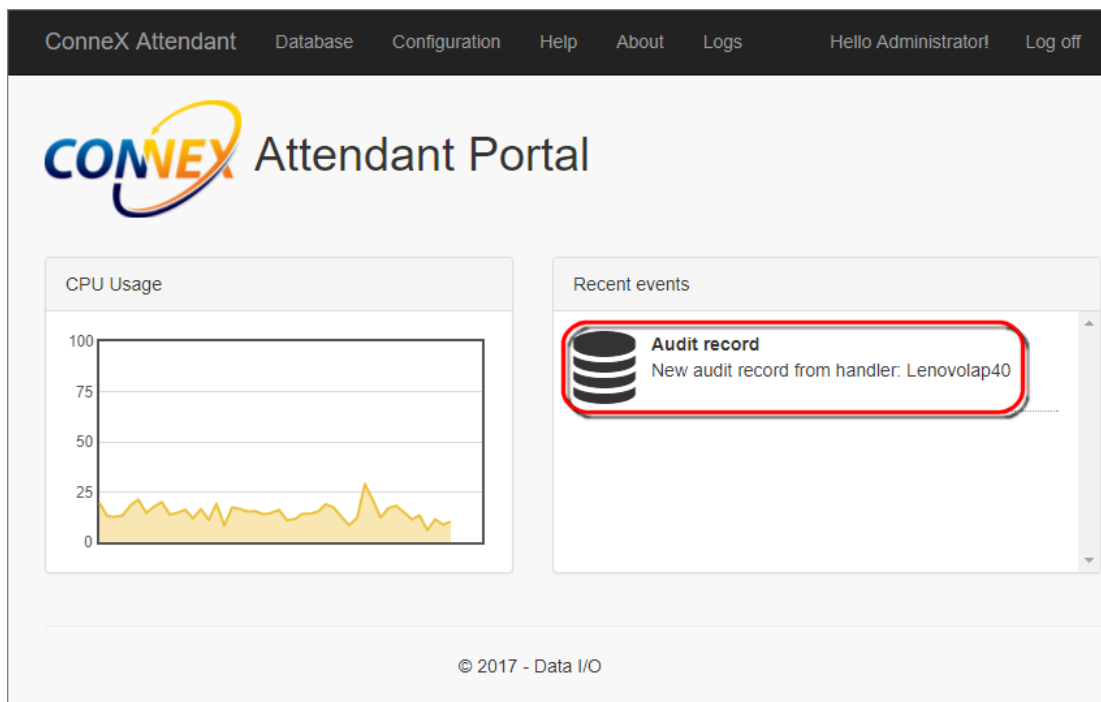 ConneX Attendant Database Configuration Help About Logs Hello Administrator! Log off
CONNEX Attendant Portal
CPU Usage
100
75
50
25
0
Recent events
Audit record
New audit record from handler: Lenovolap40
© 2017 - Data I/O